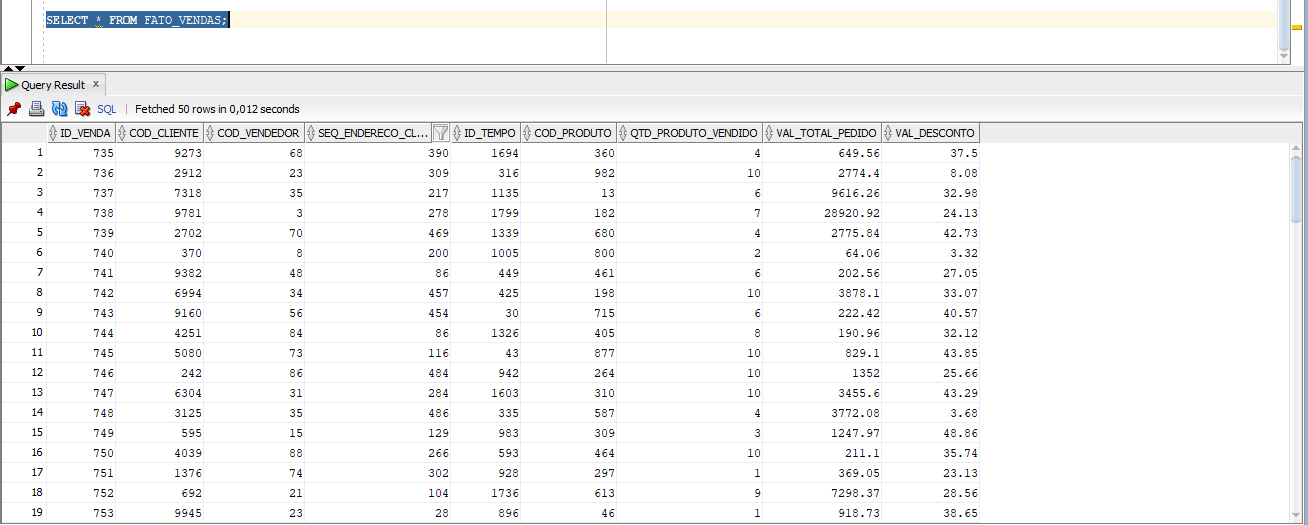 SELECT * FROM FATO_VENDAS;
Query Result x
SQL | Fetched 50 rows in 0,012 seconds
ID_VENDA COD_CLIENTE COD_VENDEDOR SEQ_ENDERECO_CL... ID_TEMPO COD_PRODUTO QTD_PRODUTO_VENDIDO VAL_TOTAL_PEDIDO VAL_DESCONTO
1 735 9273 68 390 1694 360 4 649.56 37.5
2 736 2912 23 309 316 982 10 2774.4 8.08
3 737 7318 35 217 1135 13 6 9616.26 32.98
4 738 9781 3 278 1799 182 7 28920.92 24.13
5 739 2702 70 469 1339 680 4 2775.84 42.73
6 740 370 8 200 1005 800 2 64.06 3.32
7 741 9382 48 86 449 461 6 202.56 27.05
8 742 6994 34 457 425 198 10 3878.1 33.07
9 743 9160 56 454 30 715 6 222.42 40.57
10 744 4251 84 86 1326 405 8 190.96 32.12
11 745 5080 73 116 43 877 10 829.1 43.85
12 746 242 86 484 942 264 10 1352 25.66
13 747 6304 31 284 1603 310 10 3455.6 43.29
14 748 3125 35 486 335 587 4 3772.08 3.68
15 749 595 15 129 983 309 3 1247.97 48.86
16 750 4039 88 266 593 464 10 211.1 35.74
17 751 1376 74 302 928 297 1 369.05 23.13
18 752 692 21 104 1736 613 9 7298.37 28.56
19 753 9945 23 28 896 46 1 918.73 38.65